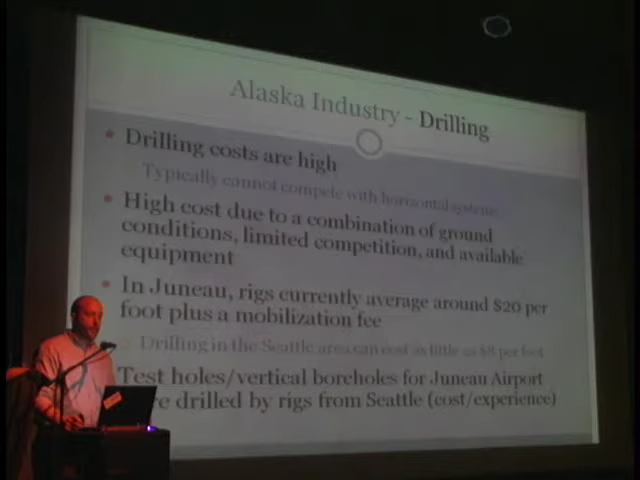 Alaska Industry - Drilling
Drilling costs are high
Typically cannot compete with horizontal systems
High cost due to a combination of ground
conditions, limited competition, and available
equipment
In Juneau, rigs currently average around $20 per
foot plus a mobilization fee
Drilling in the Seattle area can cost as little as $8 per foot
Test holes/vertical boreholes for Juneau Airport
re drilled by rigs from Seattle (cost/experience)